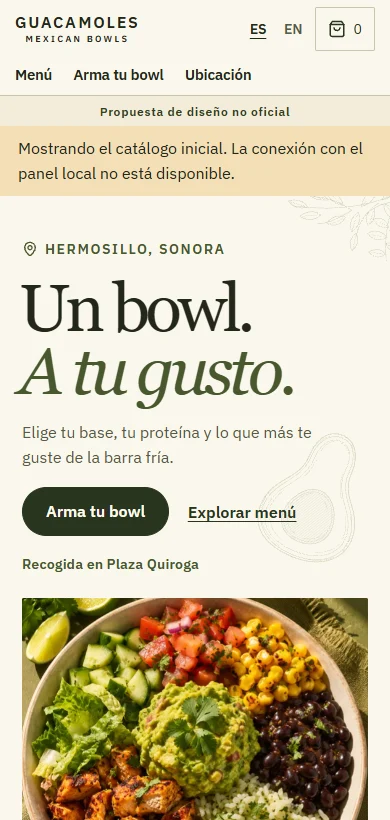 GUACAMOLES
MEXICAN BOWLS
ES EN 0
Menú Arma tu bowl Ubicación
Propuesta de diseño no oficial
Mostrando el catálogo inicial. La conexión con el
panel local no está disponible.
HERMOSILLO, SONORA
Un bowl.
A tu gusto.
Elige tu base, tu proteína y lo que más te
guste de la barra fría.
Arma tu bowl Explorar menú
Recogida en Plaza Quiroga